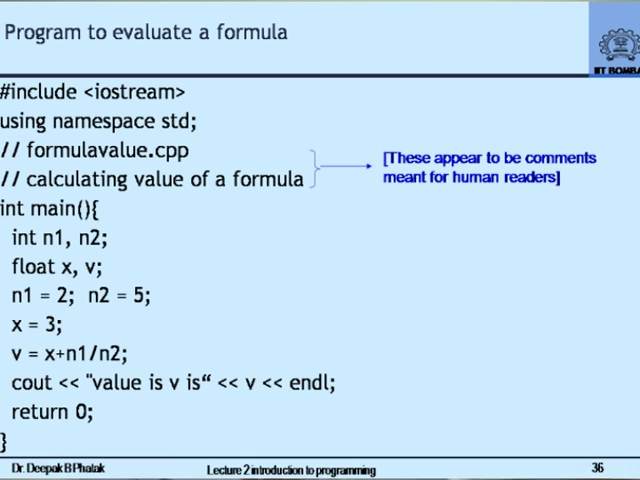 Program to evaluate a formula
IIT BOMBA
#include <iostream>
using namespace std;
// formulavalue.cpp
// calculating value of a formula
[These appear to be comments
meant for human readers]
int main(){
int n1, n2;
float x, v;
n1 = 2;  n2 = 5;
x = 3;
v = x+n1/n2;
cout << "value is v is“ << v << endl;
return 0;
}
Dr. Deepak B Phatak
Lecture 2 introduction to programming
36